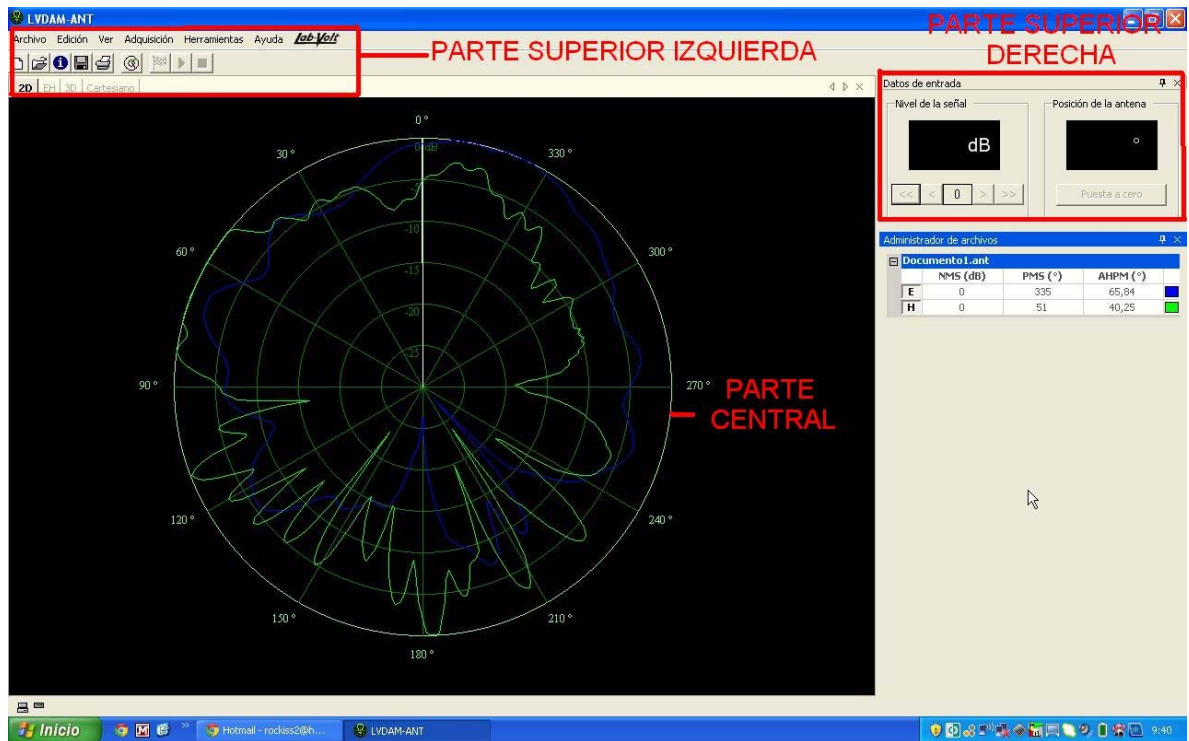 LVDAM-ANT
Archivo Edición Ver Adquisición Herramientas Ayuda Lab-Volt
PARTE SUPERIOR IZQUIERDA
PARTE SUPERIOR
DERECHA
2D EH 3D Cartesiano
Datos de entrada
Nivel de la señal
Posición de la antena
dB
°
<< < 0 > >>
Puesta a cero
Administrador de archivos
Documento1.ant
NMS (dB) PMS (°) AHPM (°)
E 0 335 65,84
H 0 51 40,25
0 °
0 dB
30 °
330 °
-5
-10
60 °
300 °
-15
-20
-25
90 °
270 °
PARTE
CENTRAL
120 °
240 °
150 °
210 °
180 °
Inicio
Hotmail - rockiss2@h...
LVDAM-ANT
9:40